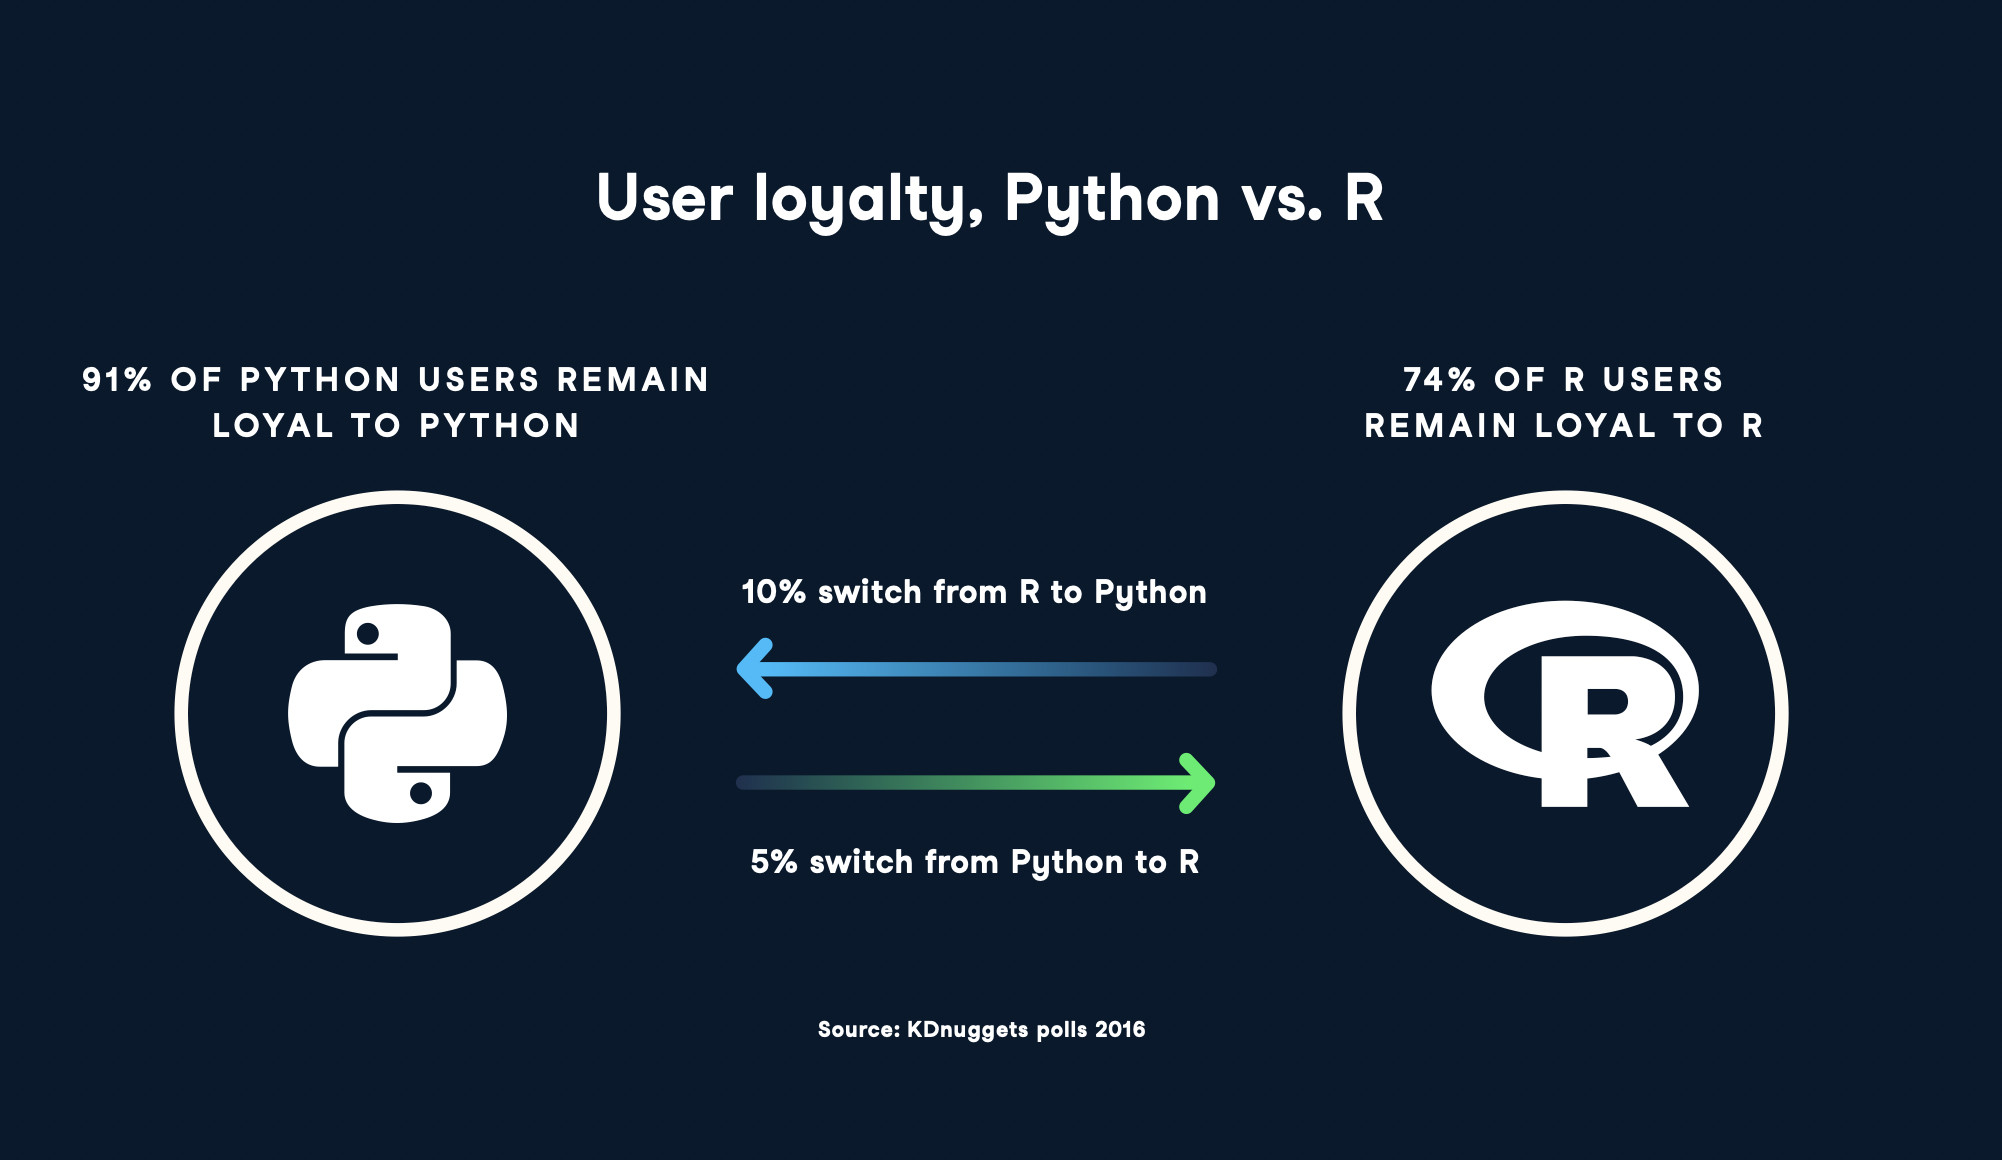 User loyalty, Python vs. R
91% OF PYTHON USERS REMAIN
LOYAL TO PYTHON
74% OF R USERS
REMAIN LOYAL TO R
10% switch from R to Python
R
5% switch from Python to R
Source: KDnuggets polls 2016